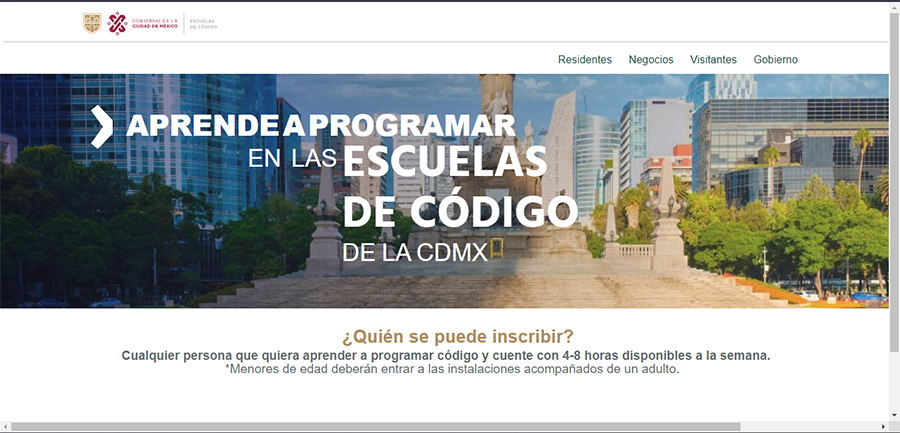 GOBIERNO DE LA
CIUDAD DE MÉXICO
ESCUELAS
DE CÓDIGO
Residentes Negocios Visitantes Gobierno
APRENDE A PROGRAMAR
EN LAS ESCUELAS
DE CÓDIGO
DE LA CDMX
¿Quién se puede inscribir?
Cualquier persona que quiera aprender a programar código y cuente con 4-8 horas disponibles a la semana.
*Menores de edad deberán entrar a las instalaciones acompañados de un adulto.